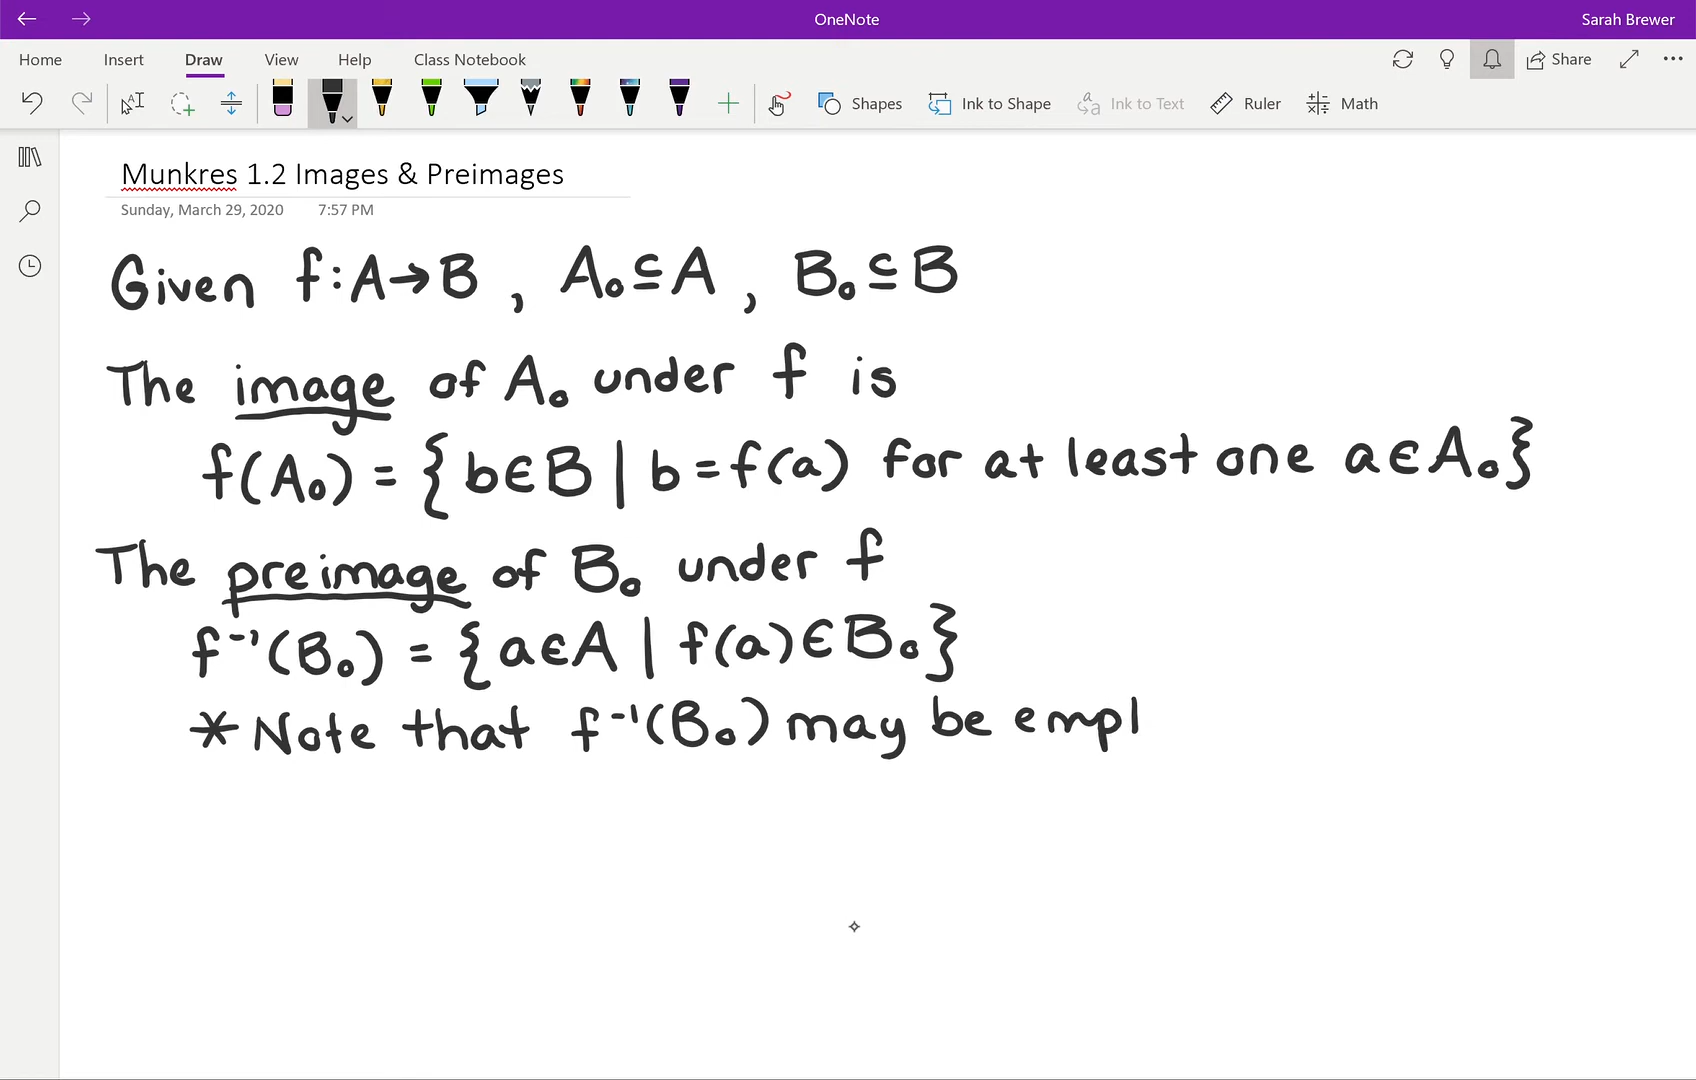 OneNote
Sarah Brewer
Home Insert Draw View Help Class Notebook Share
Shapes Ink to Shape Ink to Text Ruler Math
Munkres 1.2 Images & Preimages
Sunday, March 29, 2020 7:57 PM
Given f:A→B, A₀⊆A, B₀⊆B
The image of A₀ under f is
f(A₀) = {b∈B | b=f(a) for at least one a∈A₀}
The preimage of B₀ under f
f⁻¹(B₀) = {a∈A | f(a)∈B₀}
*Note that f⁻¹(B₀) may be empl